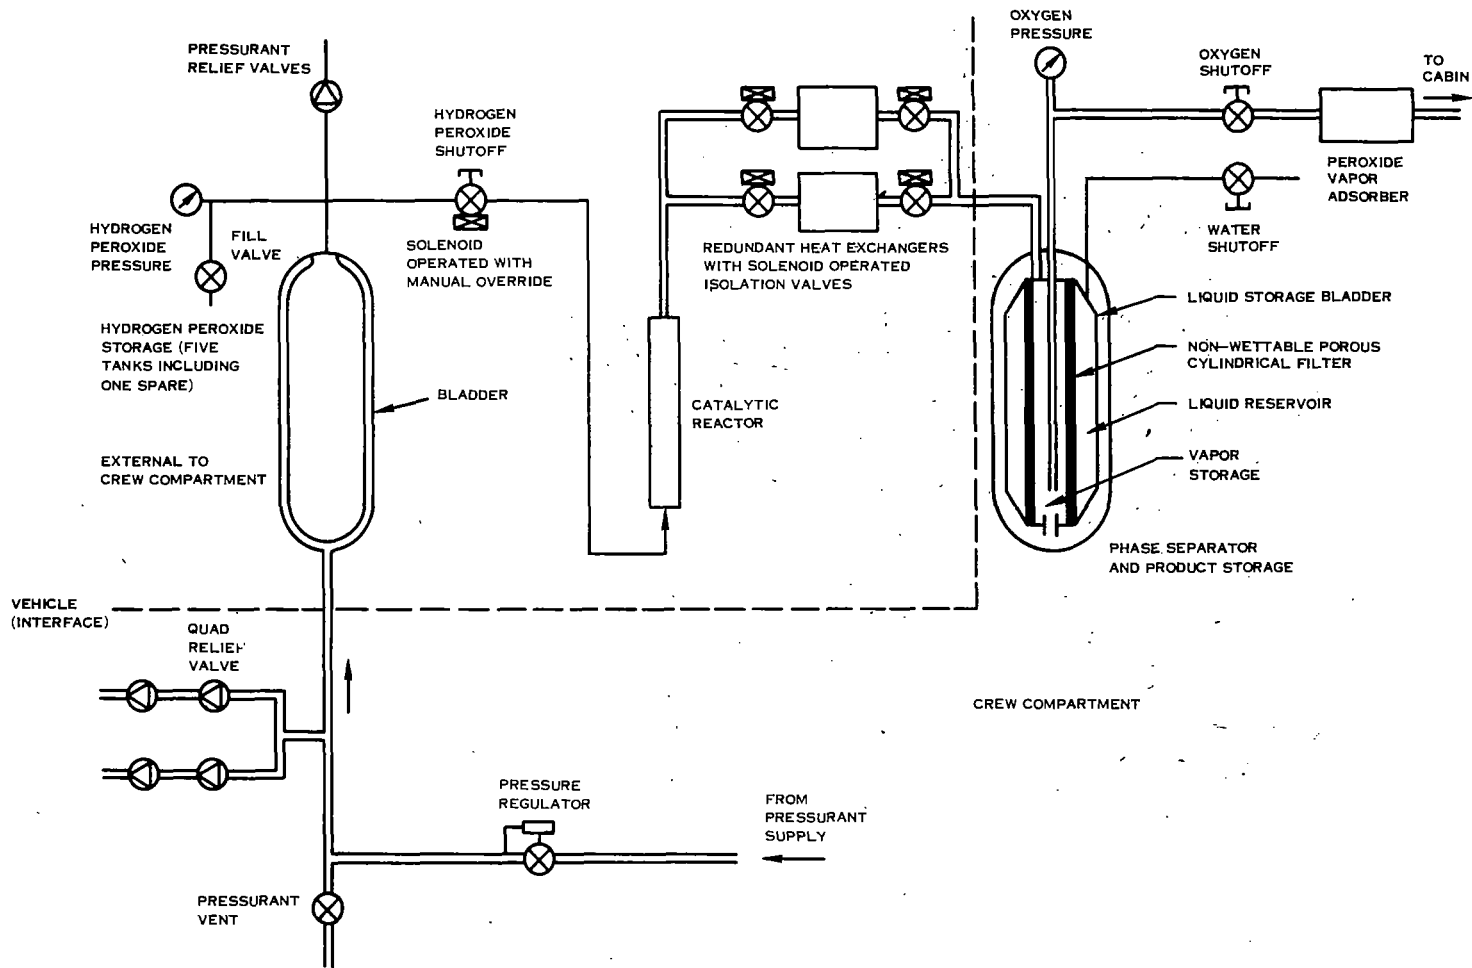 PRESSURANT
RELIEF VALVES
HYDROGEN
PEROXIDE
SHUTOFF
OXYGEN
PRESSURE
OXYGEN
SHUTOFF
TO
CABIN
PEROXIDE
VAPOR
ADSORBER
HYDROGEN
PEROXIDE
PRESSURE
FILL
VALVE
SOLENOID
OPERATED WITH
MANUAL OVERRIDE
REDUNDANT HEAT EXCHANGERS
WITH SOLENOID OPERATED
ISOLATION VALVES
WATER
SHUTOFF
LIQUID STORAGE BLADDER
NON-WETTABLE POROUS
CYLINDRICAL FILTER
LIQUID RESERVOIR
VAPOR
STORAGE
HYDROGEN PEROXIDE
STORAGE (FIVE
TANKS INCLUDING
ONE SPARE)
BLADDER
CATALYTIC
REACTOR
EXTERNAL TO
CREW COMPARTMENT
PHASE SEPARATOR
AND PRODUCT STORAGE
VEHICLE
(INTERFACE)
QUAD
RELIEF
VALVE
CREW COMPARTMENT
PRESSURE
REGULATOR
FROM
PRESSURANT
SUPPLY
PRESSURANT
VENT